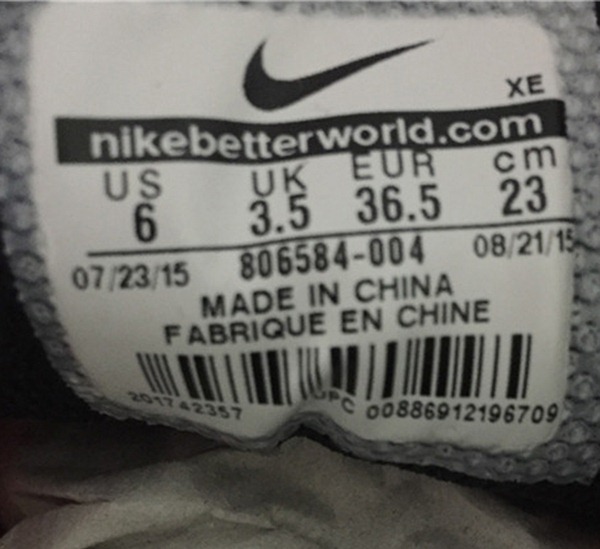 XE
nikebetterworld.com
US UK EUR cm
6 3.5 36.5 23
07/23/15 806584-004 08/21/15
MADE IN CHINA
FABRIQUE EN CHINE
201742357 UPC 00886912196709